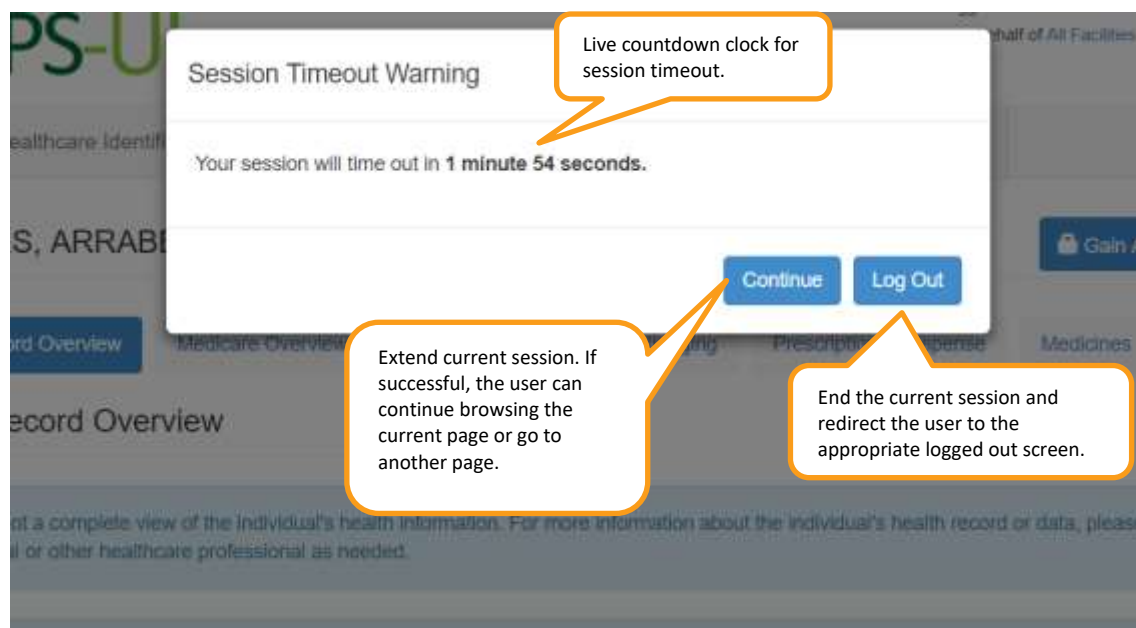 PS-UI
half of All Facilities
Live countdown clock for
session timeout.
Session Timeout Warning
ealthcare Identifi
Your session will time out in 1 minute 54 seconds.
S, ARRABE
Gain A
Continue
Log Out
ord Overview
Medicare Overview
Prescription
Dispense
Medicines
Extend current session. If
successful, the user can
continue browsing the
current page or go to
another page.
End the current session and
redirect the user to the
appropriate logged out screen.
ecord Overview
ot a complete view of the individual's health information. For more information about the individual's health record or data, please
l or other healthcare professional as needed.